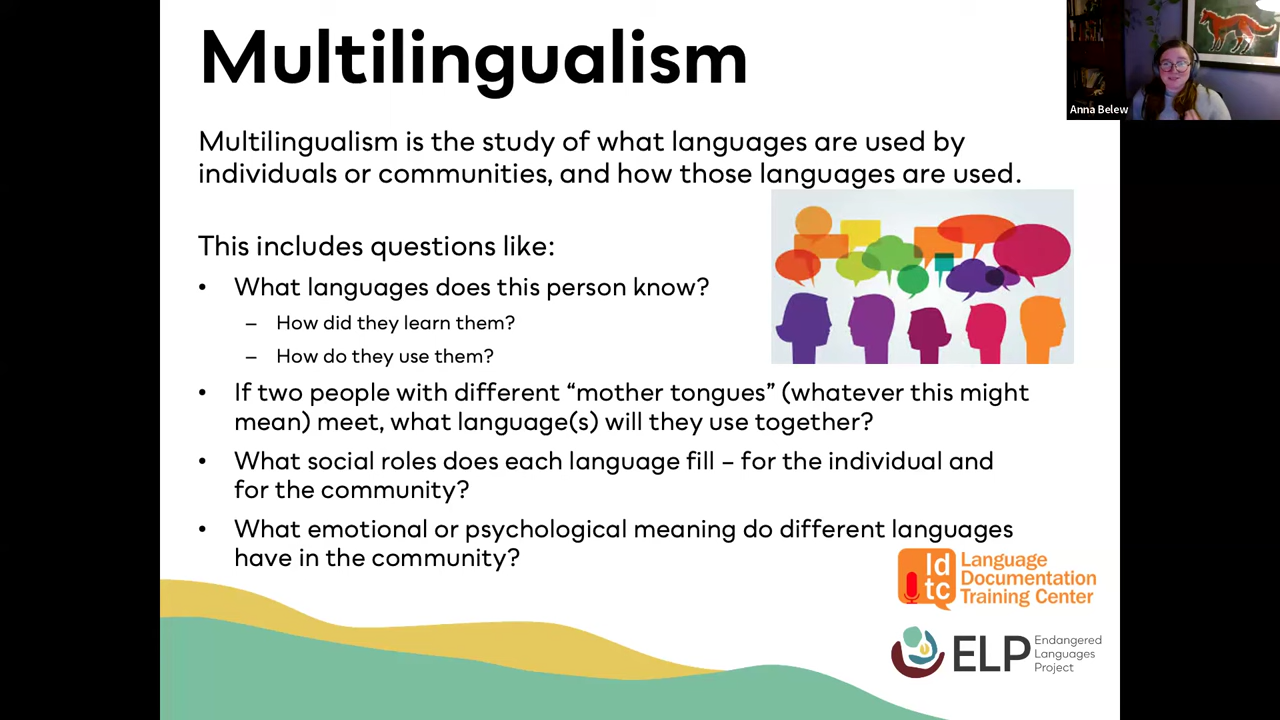 Multilingualism
Anna Belew
Multilingualism is the study of what languages are used by
individuals or communities, and how those languages are used.
This includes questions like:
• What languages does this person know?
– How did they learn them?
– How do they use them?
• If two people with different “mother tongues” (whatever this might
mean) meet, what language(s) will they use together?
• What social roles does each language fill – for the individual and
for the community?
• What emotional or psychological meaning do different languages
have in the community?
ld
tc
Language
Documentation
Training Center
ELP
Endangered
Languages
Project